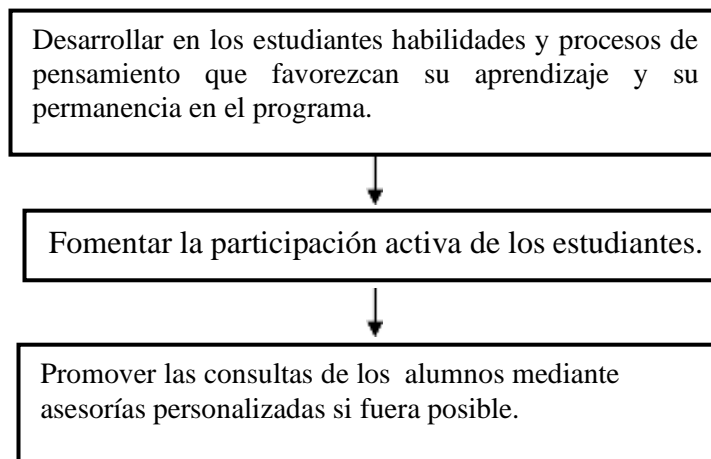 Desarrollar en los estudiantes habilidades y procesos de
pensamiento que favorezcan su aprendizaje y su
permanencia en el programa.
Fomentar la participación activa de los estudiantes.
Promover las consultas de los alumnos mediante
asesorías personalizadas si fuera posible.